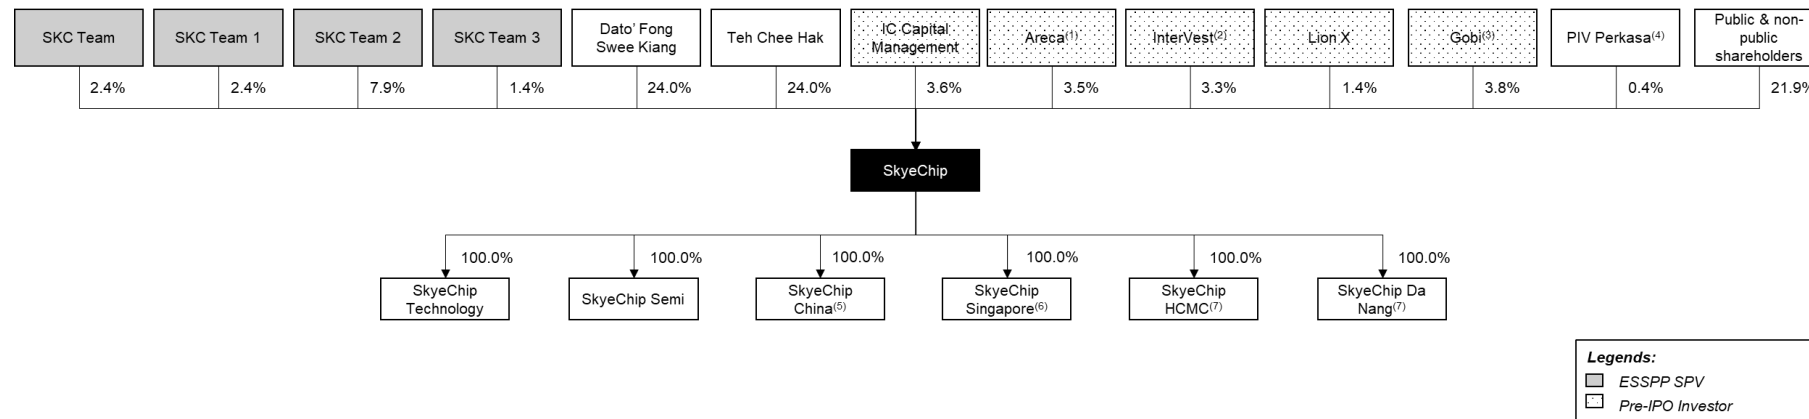 SKC Team
SKC Team 1
SKC Team 2
SKC Team 3
Dato' Fong
Swee Kiang
Teh Chee Hak
IC Capital
Management
Areca(1)
InterVest(2)
Lion X
Gobi(3)
PIV Perkasa(4)
Public & non-
public
shareholders
2.4%
2.4%
7.9%
1.4%
24.0%
24.0%
3.6%
3.5%
3.3%
1.4%
3.8%
0.4%
21.9%
SkyeChip
100.0%
100.0%
100.0%
100.0%
100.0%
100.0%
SkyeChip
Technology
SkyeChip Semi
SkyeChip
China(5)
SkyeChip
Singapore(6)
SkyeChip
HCMC(7)
SkyeChip Da
Nang(7)
Legends:
ESSPP SPV
Pre-IPO Investor